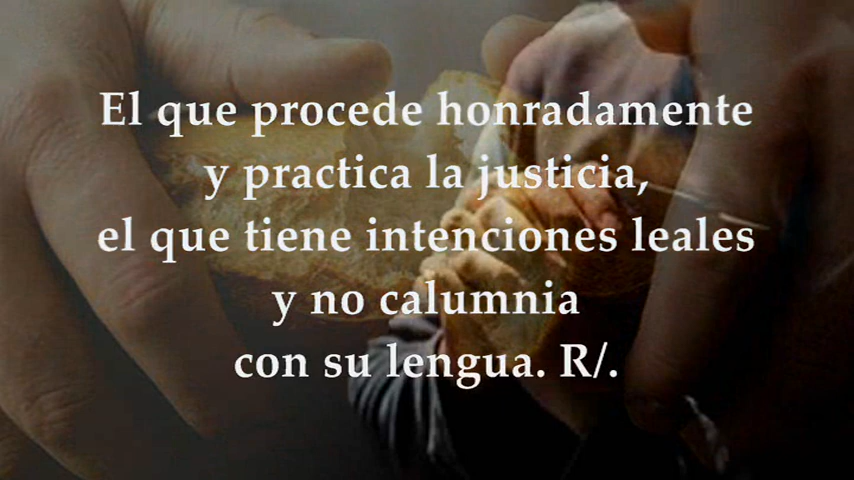 El que procede honradamente
y practica la justicia,
el que tiene intenciones leales
y no calumnia
con su lengua. R/.